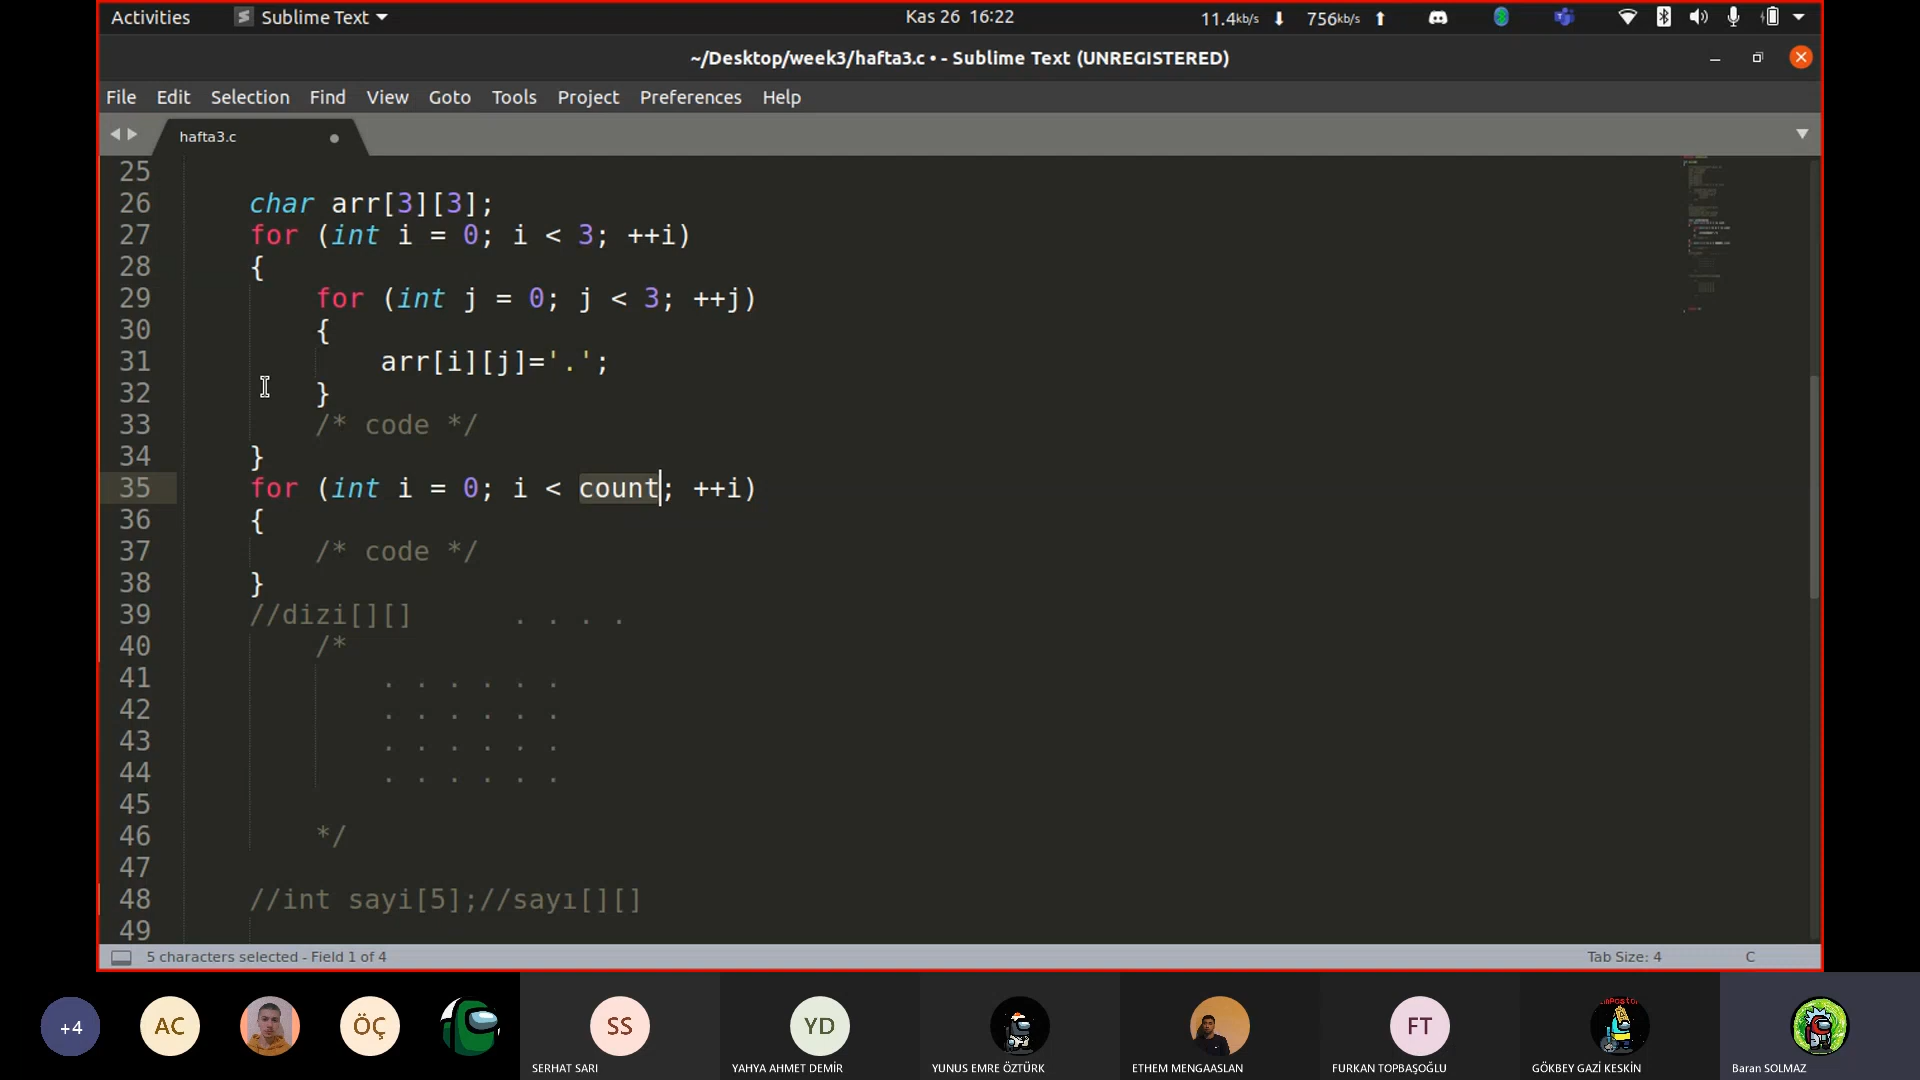 Activities Sublime Text Kas 26 16:22 11.4kb/s 756kb/s
~/Desktop/week3/hafta3.c • - Sublime Text (UNREGISTERED)
File Edit Selection Find View Goto Tools Project Preferences Help
hafta3.c
25
26 char arr[3][3];
27 for (int i = 0; i < 3; ++i)
28 {
29 for (int j = 0; j < 3; ++j)
30 {
31 arr[i][j]='.';
32 }
33 /* code */
34 }
35 for (int i = 0; i < count; ++i)
36 {
37 /* code */
38 }
39 //dizi[][] . . . .
40 /*
41 . . . . . .
42 . . . . . .
43 . . . . . .
44 . . . . . .
45
46 */
47
48 //int sayi[5];//sayı[][]
49
5 characters selected - Field 1 of 4 Tab Size: 4 C
+4 AC ÖÇ SS YD FT
SERHAT SARI YAHYA AHMET DEMİR YUNUS EMRE ÖZTÜRK ETHEM MENGAASLAN FURKAN TOPBAŞOĞLU GÖKBEY GAZİ KESKİN Baran SOLMAZ